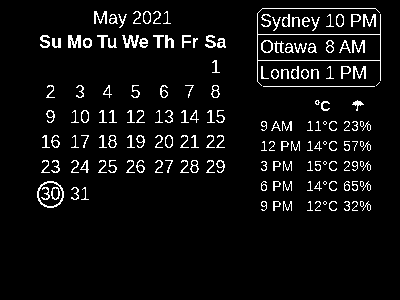 May 2021
Su Mo Tu We Th Fr Sa
1
2 3 4 5 6 7 8
9 10 11 12 13 14 15
16 17 18 19 20 21 22
23 24 25 26 27 28 29
30 31
Sydney 10 PM
Ottawa 8 AM
London 1 PM
°C ☂
9 AM 11°C 23%
12 PM 14°C 57%
3 PM 15°C 29%
6 PM 14°C 65%
9 PM 12°C 32%